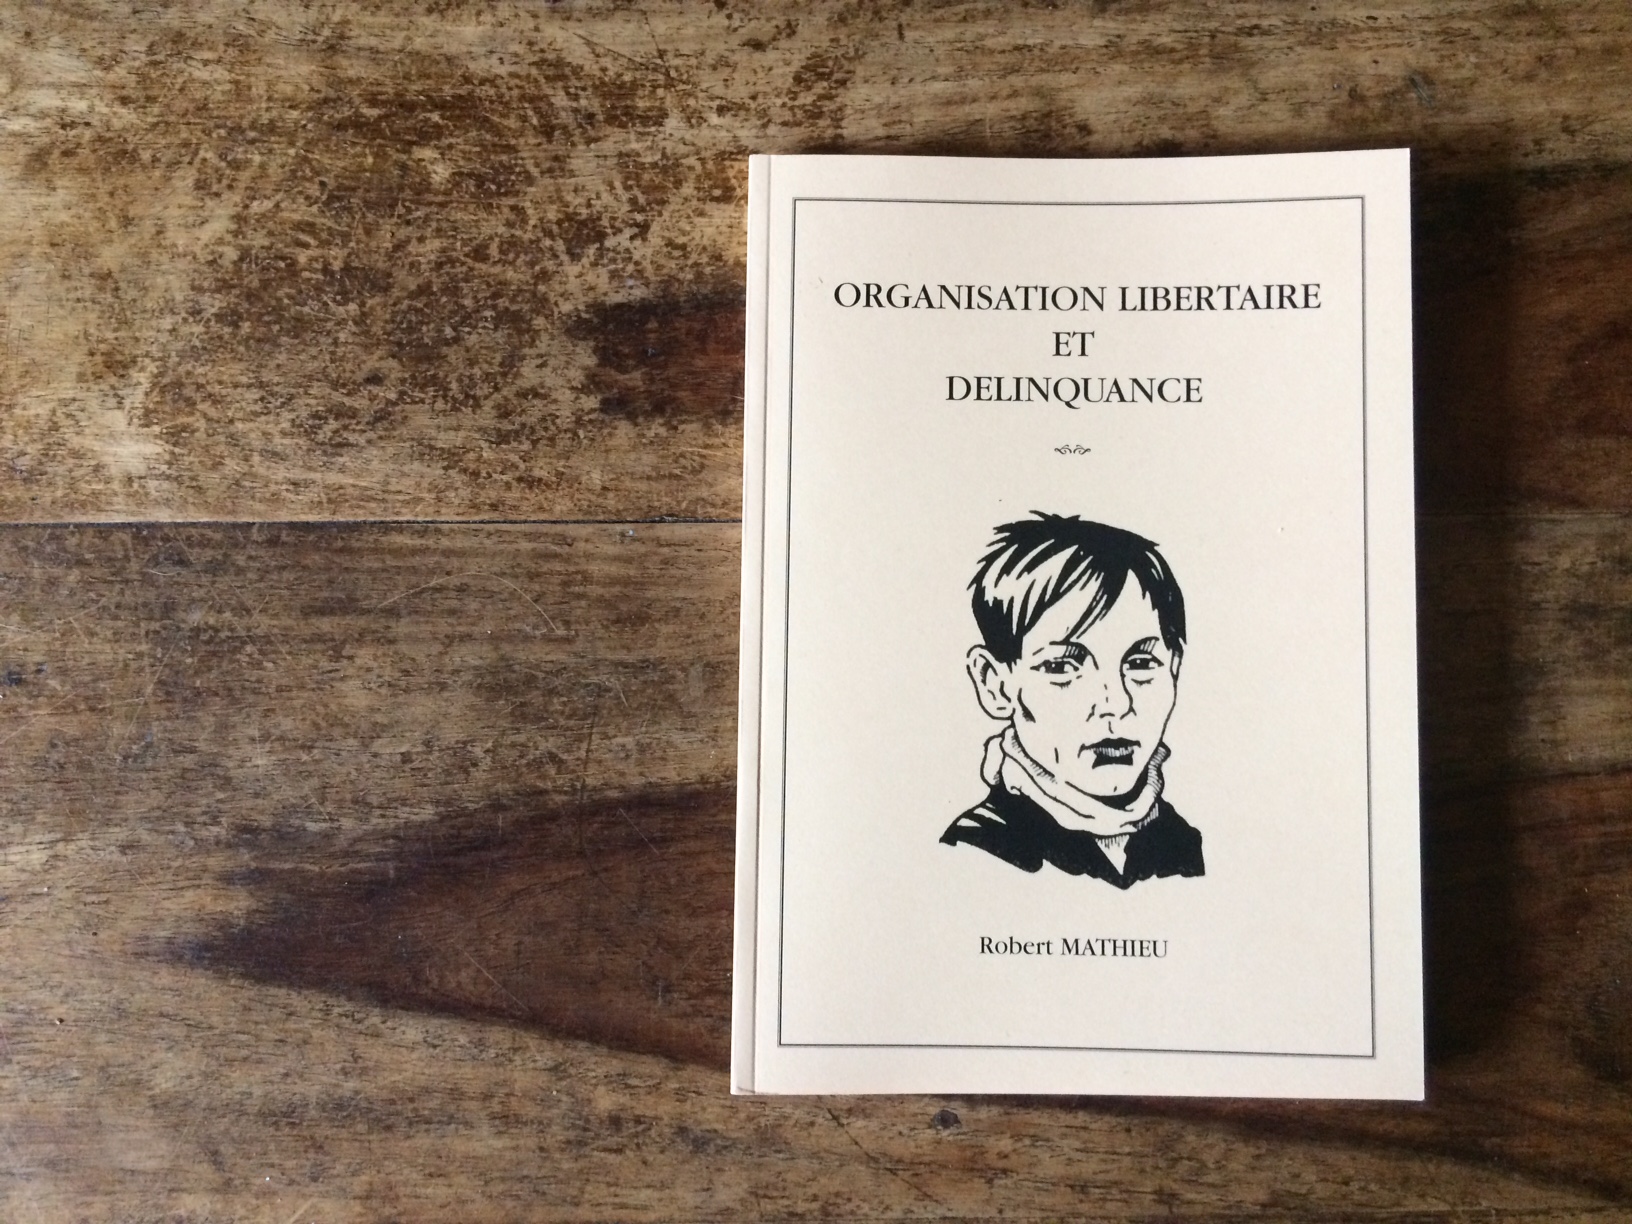 ORGANISATION LIBERTAIRE
ET
DELINQUANCE
Robert MATHIEU